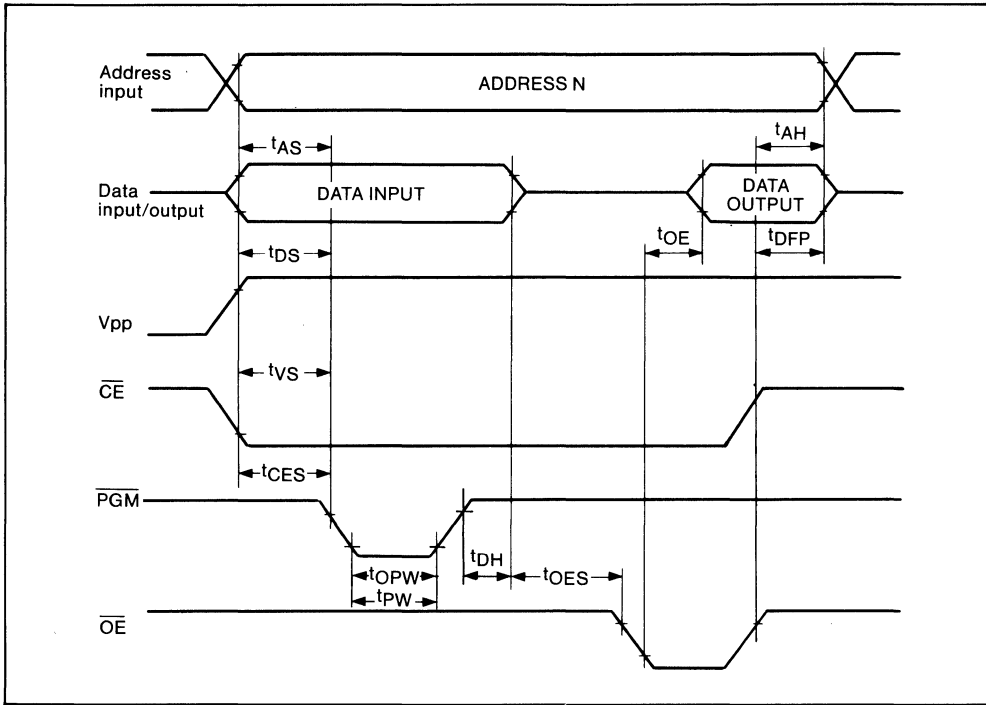 Address
input
ADDRESS N
tAS
tAH
Data
input/output
DATA INPUT
DATA
OUTPUT
tDS
tOE
tDFP
Vpp
tVS
CE
tCES
PGM
tDH
tOES
tOPW
tPW
OE